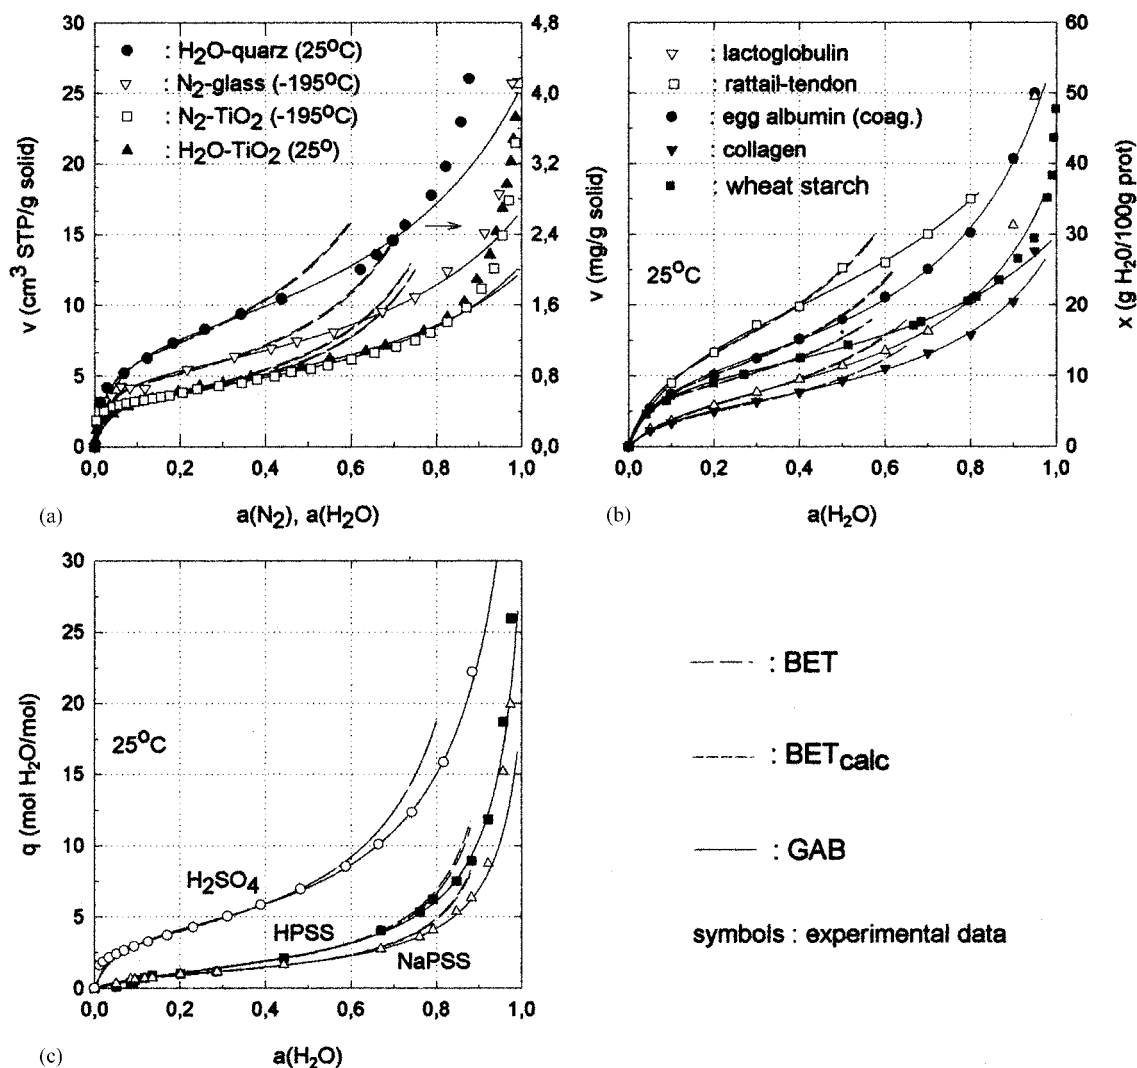 v (cm3 STP/g solid)
30
25
20
15
10
5
0
4,8
4,0
3,2
2,4
1,6
0,8
0,0
: H2O-quarz (25oC)
: N2-glass (-195oC)
: N2-TiO2 (-195oC)
: H2O-TiO2 (25o)
0,0 0,2 0,4 0,6 0,8 1,0
(a)
a(N2), a(H2O)
v (mg/g solid)
30
25
20
15
10
5
0
60
50
40
30
20
10
0
x (g H20/100g prot)
: lactoglobulin
: rattail-tendon
: egg albumin (coag.)
: collagen
: wheat starch
25oC
0,0 0,2 0,4 0,6 0,8 1,0
(b)
a(H2O)
q (mol H2O/mol)
30
25
20
15
10
5
0
25oC
H2SO4
HPSS
NaPSS
0,0 0,2 0,4 0,6 0,8 1,0
(c)
a(H2O)
: BET
: BETcalc
: GAB
symbols : experimental data